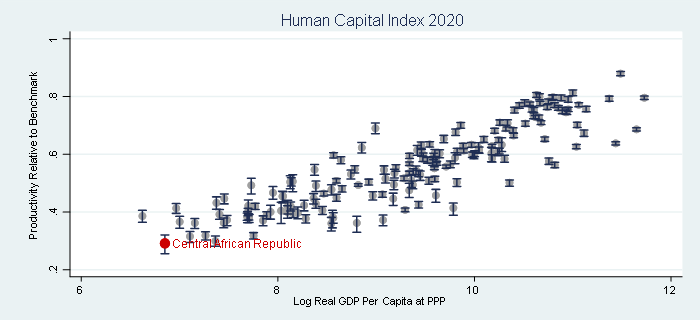 Human Capital Index 2020
Productivity Relative to Benchmark
1
.8
.6
.4
.2
Central African Republic
6
8
10
12
Log Real GDP Per Capita at PPP